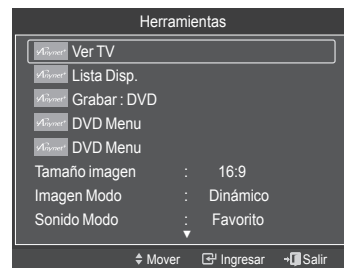 Herramientas
Anynet+ Ver TV
Anynet+ Lista Disp.
Anynet+ Grabar : DVD
Anynet+ DVD Menu
Anynet+ DVD Menu
Tamaño imagen : 16:9
Imagen Modo : Dinámico
Sonido Modo : Favorito
Mover Ingresar Salir